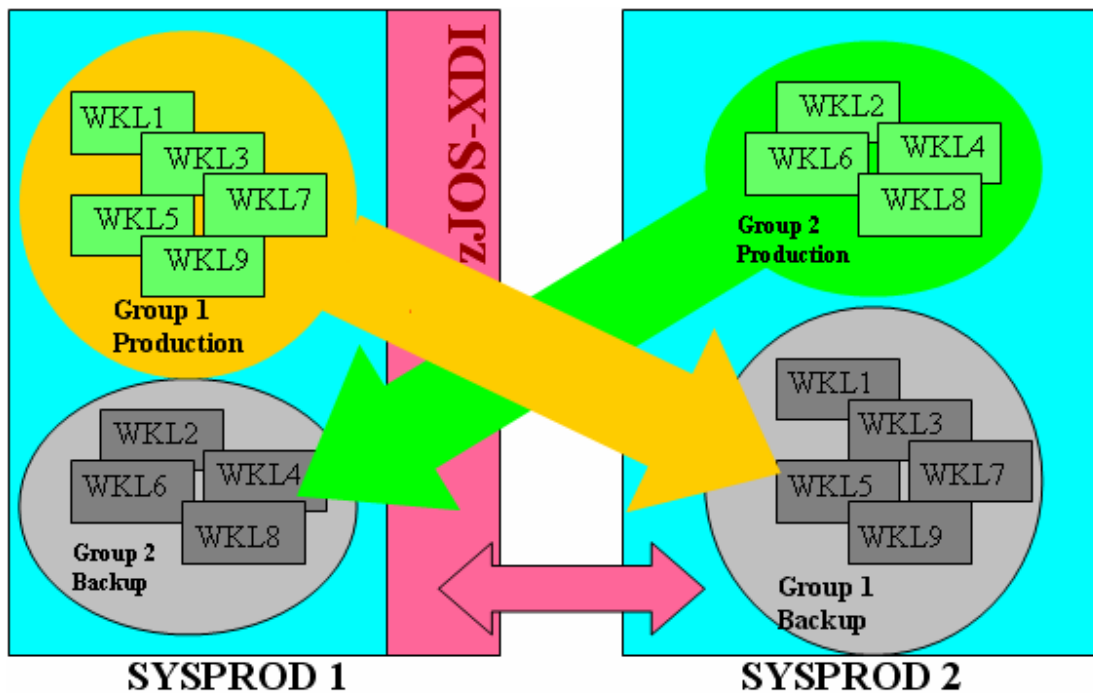 WKL1
WKL3
WKL7
WKL5
WKL9
Group 1
Production
WKL2
WKL4
WKL6
WKL8
Group 2
Backup
SYSPROD 1
zJOS-XDI
WKL2
WKL4
WKL6
WKL8
Group 2
Production
WKL1
WKL3
WKL7
WKL5
WKL9
Group 1
Backup
SYSPROD 2